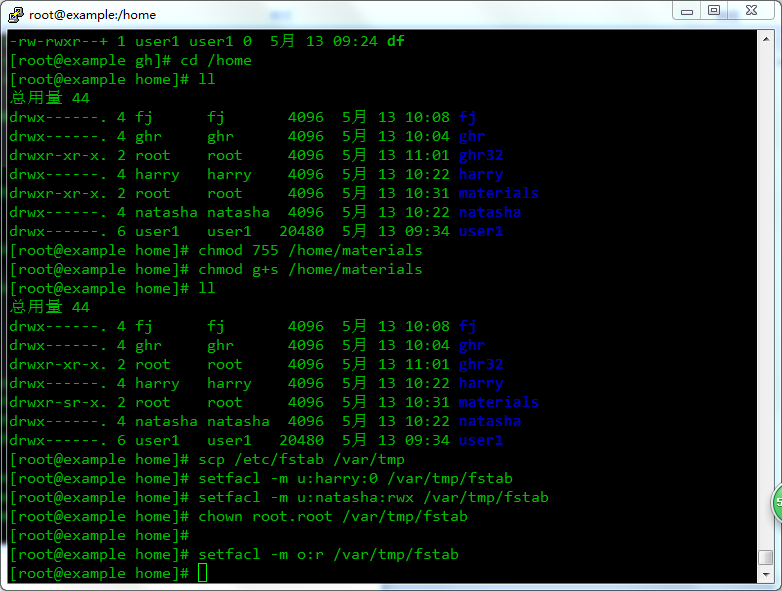 root@example:/home
-rw-rwxr--+ 1 user1 user1 0  5月 13 09:24 df
[root@example gh]# cd /home
[root@example home]# ll
总用量 44
drwx------. 4 fj      fj       4096  5月 13 10:08 fj
drwx------. 4 ghr     ghr      4096  5月 13 10:04 ghr
drwxr-xr-x. 2 root    root     4096  5月 13 11:01 ghr32
drwx------. 4 harry   harry    4096  5月 13 10:22 harry
drwxr-xr-x. 2 root    root     4096  5月 13 10:31 materials
drwx------. 4 natasha natasha  4096  5月 13 10:22 natasha
drwx------. 6 user1   user1   20480  5月 13 09:34 user1
[root@example home]# chmod 755 /home/materials
[root@example home]# chmod g+s /home/materials
[root@example home]# ll
总用量 44
drwx------. 4 fj      fj       4096  5月 13 10:08 fj
drwx------. 4 ghr     ghr      4096  5月 13 10:04 ghr
drwxr-xr-x. 2 root    root     4096  5月 13 11:01 ghr32
drwx------. 4 harry   harry    4096  5月 13 10:22 harry
drwxr-sr-x. 2 root    root     4096  5月 13 10:31 materials
drwx------. 4 natasha natasha  4096  5月 13 10:22 natasha
drwx------. 6 user1   user1   20480  5月 13 09:34 user1
[root@example home]# scp /etc/fstab /var/tmp
[root@example home]# setfacl -m u:harry:0 /var/tmp/fstab
[root@example home]# setfacl -m u:natasha:rwx /var/tmp/fstab
[root@example home]# chown root.root /var/tmp/fstab
[root@example home]#
[root@example home]# setfacl -m o:r /var/tmp/fstab
[root@example home]#